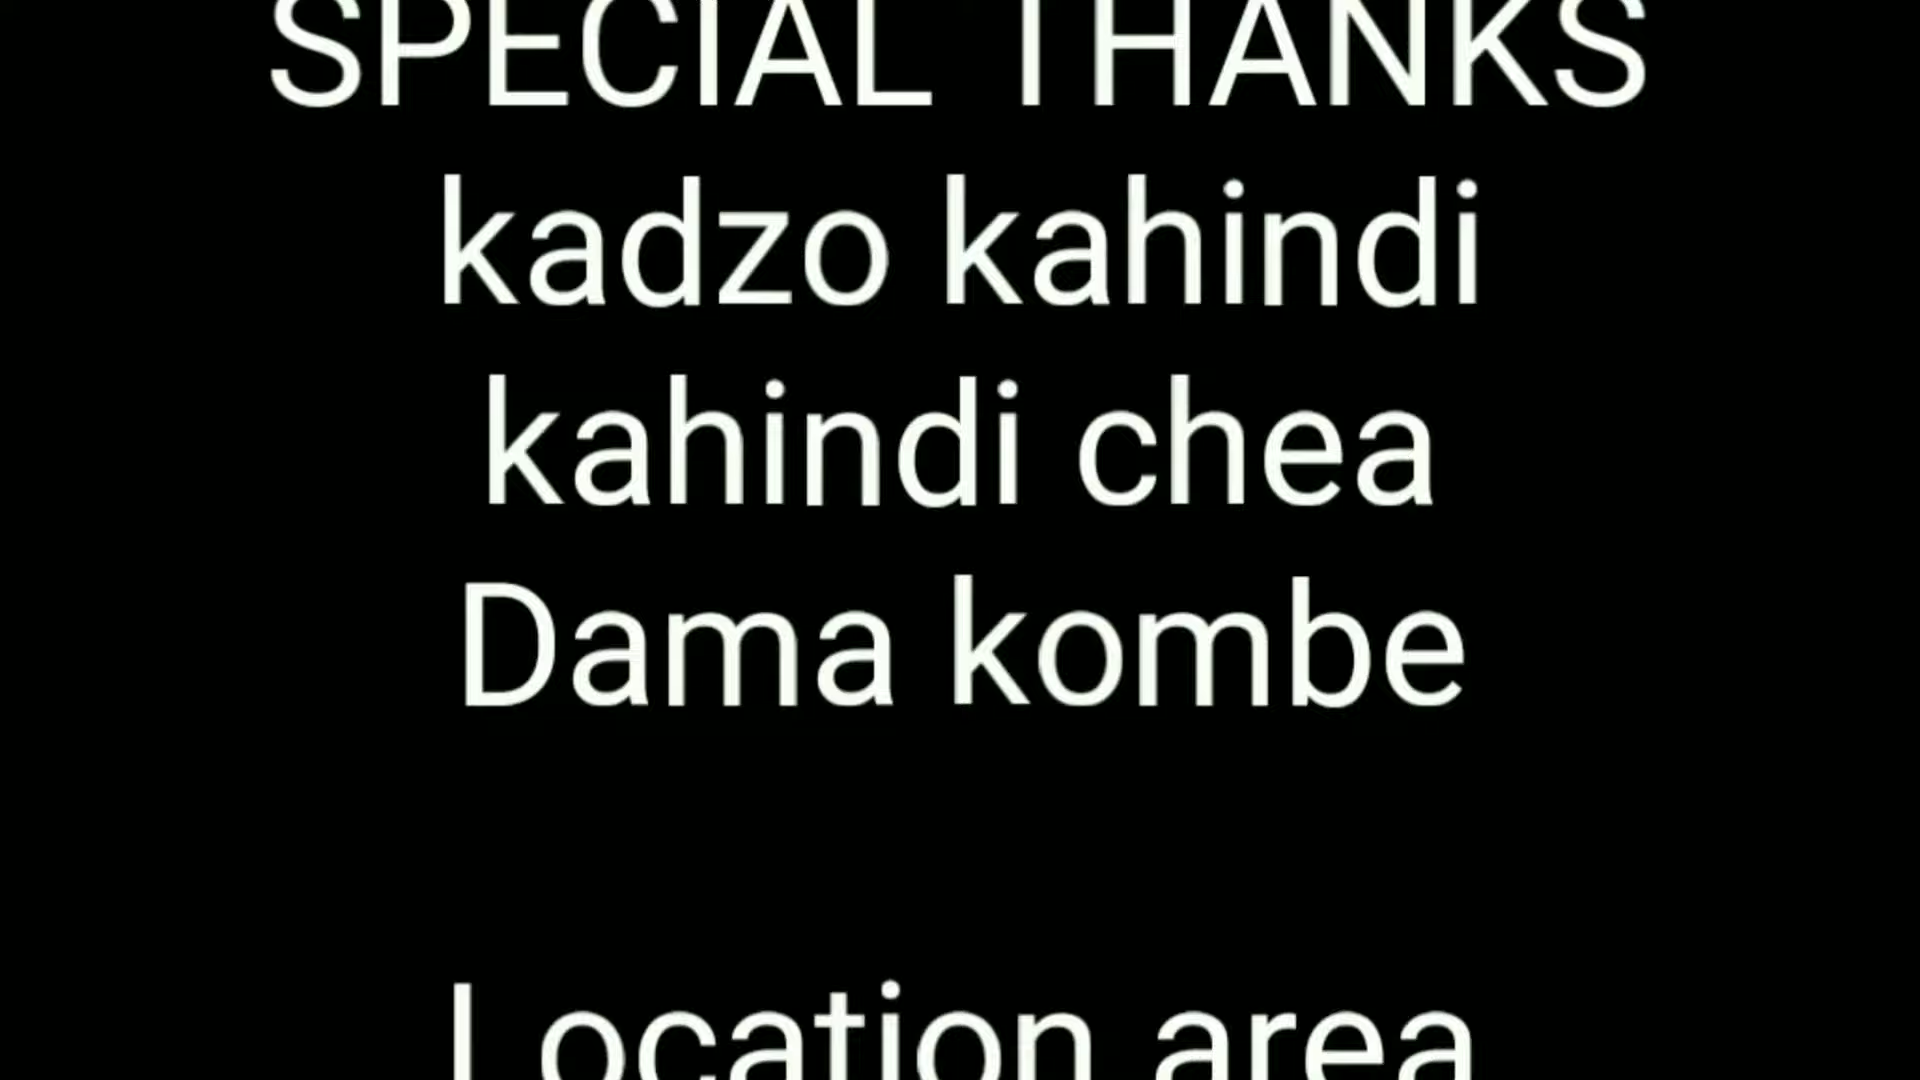 SPECIAL THANKS
kadzo kahindi
kahindi chea
Dama kombe
Location area